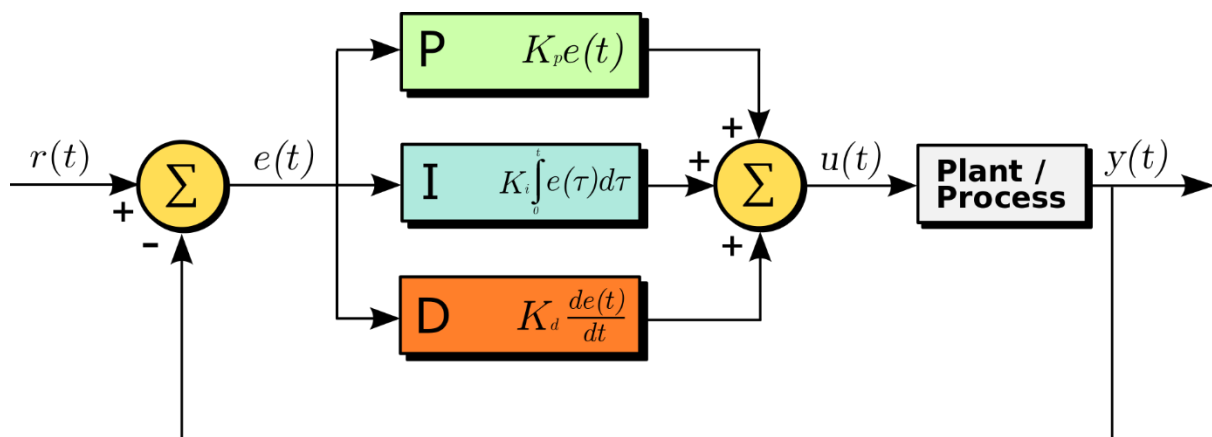 P K_p e(t)
r(t) Σ e(t)
+
-
I K_i ∫_0^t e(τ)dτ
D K_d de(t)/dt
+
+
+
Σ
u(t)
Plant /
Process
y(t)